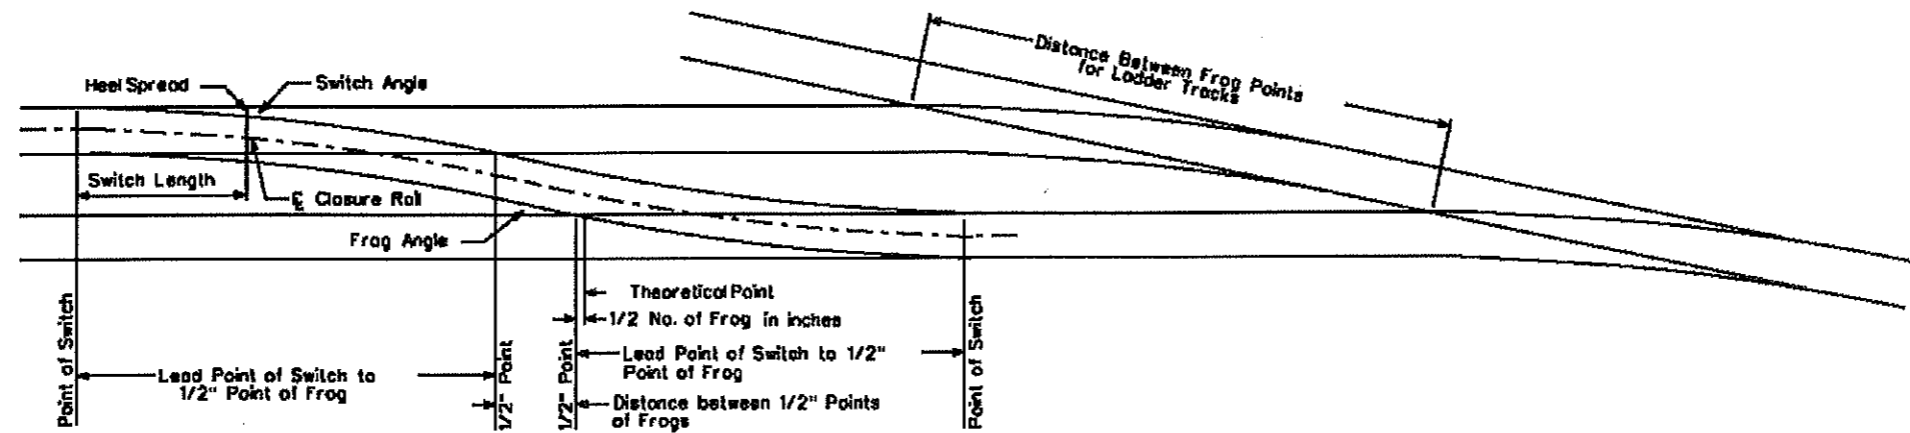 Distance Between Frog Points
for Ladder Tracks
Heel Spread
Switch Angle
Switch Length
℄ Closure Rail
Frog Angle
Theoretical Point
1/2 No. of Frog in inches
Lead Point of Switch to 1/2"
Point of Frog
Lead Point of Switch to
1/2" Point of Frog
Distance between 1/2" Points
of Frogs
Point of Switch
1/2" Point
1/2" Point
Point of Switch